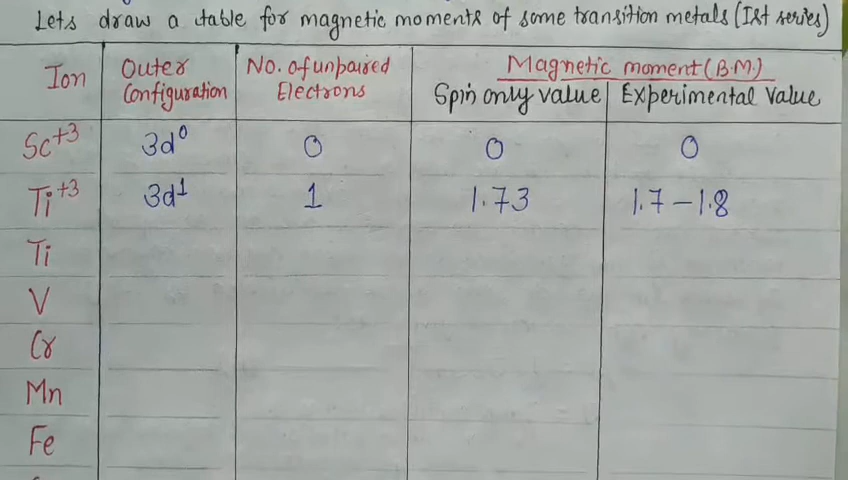 Lets draw a table for magnetic moments of some transition metals (Ist series)
Ion Outer Configuration No. of unpaired Electrons Magnetic moment (B.M.)
Spin only value Experimental value
Sc+3 3d0 0 0 0
Ti+3 3d1 1 1.73 1.7-1.8
Ti
V
Cr
Mn
Fe